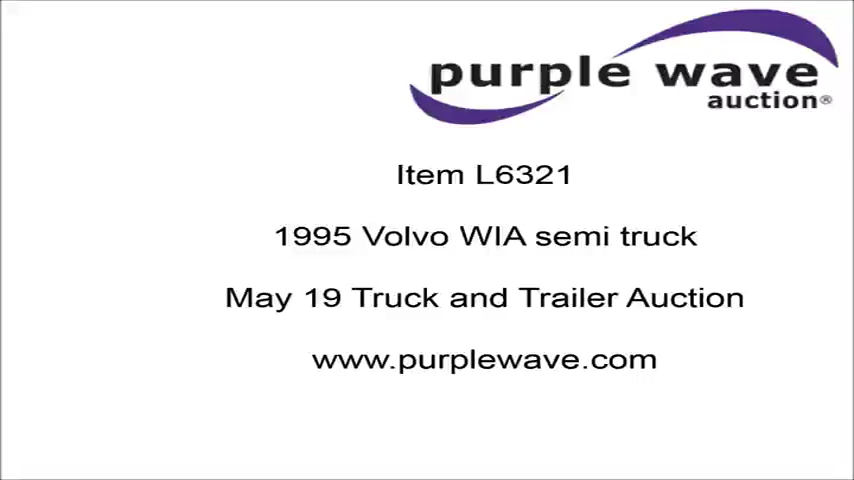 purple wave
auction®
Item L6321
1995 Volvo WIA semi truck
May 19 Truck and Trailer Auction
www.purplewave.com